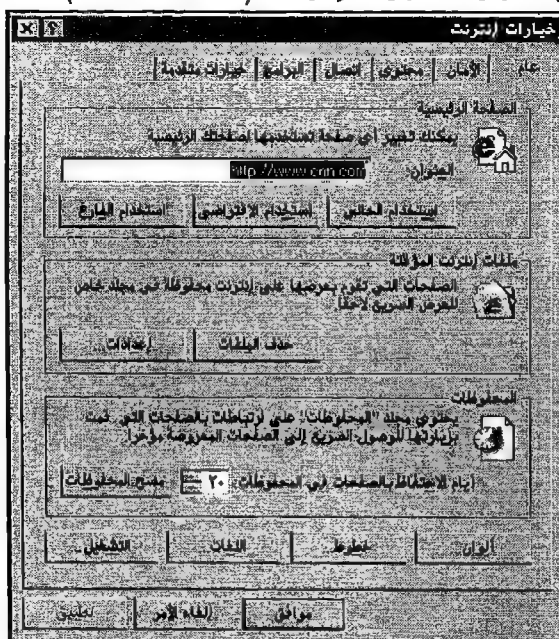 خيارات إنترنت
عام الأمان محتوى اتصال البرامج خيارات متقدمة
الصفحة الرئيسية
يمكنك تغيير أي صفحة تستخدمها لصفحتك الرئيسية
العنوان: http://www.cnn.com
استخدام الحالي استخدام الافتراضي استخدام الفارغ
ملفات إنترنت المؤقتة
الصفحات التي تقوم بعرضها على إنترنت محفوظة في مجلد خاص
للعرض السريع لاحقا.
حذف الملفات... إعدادات...
المحفوظات
يحتوي مجلد "المحفوظات" على ارتباطات بالصفحات التي قمت
بزيارتها للوصول السريع إلى الصفحات المعروضة مؤخرا.
أيام الاحتفاظ بالصفحات في المحفوظات: ٢٠ مسح المحفوظات
ألوان... خطوط... اللغات... التشغيل...
موافق إلغاء الأمر تطبيق